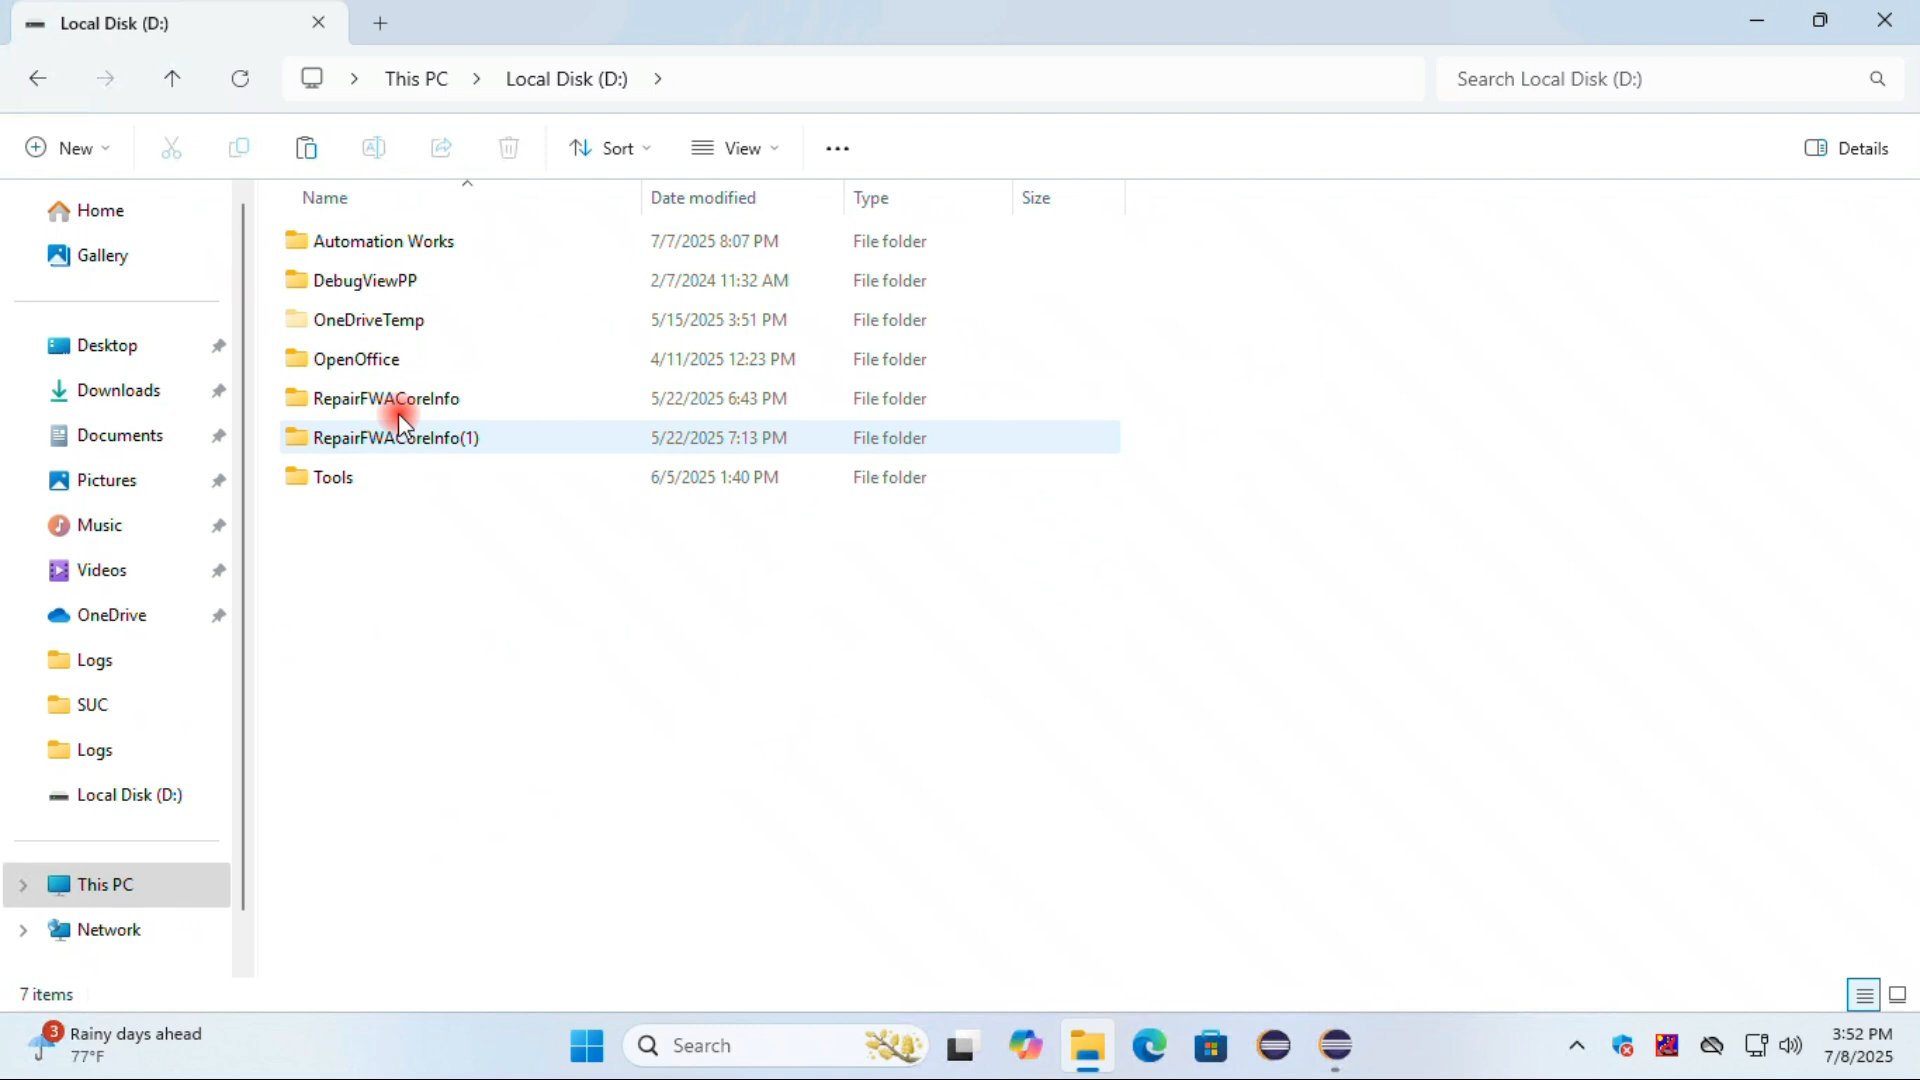 Local Disk (D:)
This PC
Local Disk (D:)
Search Local Disk (D:)
New
Sort
View
Details
Home
Gallery
Desktop
Downloads
Documents
Pictures
Music
Videos
OneDrive
Logs
SUC
Logs
Local Disk (D:)
This PC
Network
Name Date modified Type Size
Automation Works 7/7/2025 8:07 PM File folder
DebugViewPP 2/7/2024 11:32 AM File folder
OneDriveTemp 5/15/2025 3:51 PM File folder
OpenOffice 4/11/2025 12:23 PM File folder
RepairFWACoreInfo 5/22/2025 6:43 PM File folder
RepairFWACoreInfo(1) 5/22/2025 7:13 PM File folder
Tools 6/5/2025 1:40 PM File folder
7 items
3
Rainy days ahead
77°F
Search
3:52 PM
7/8/2025